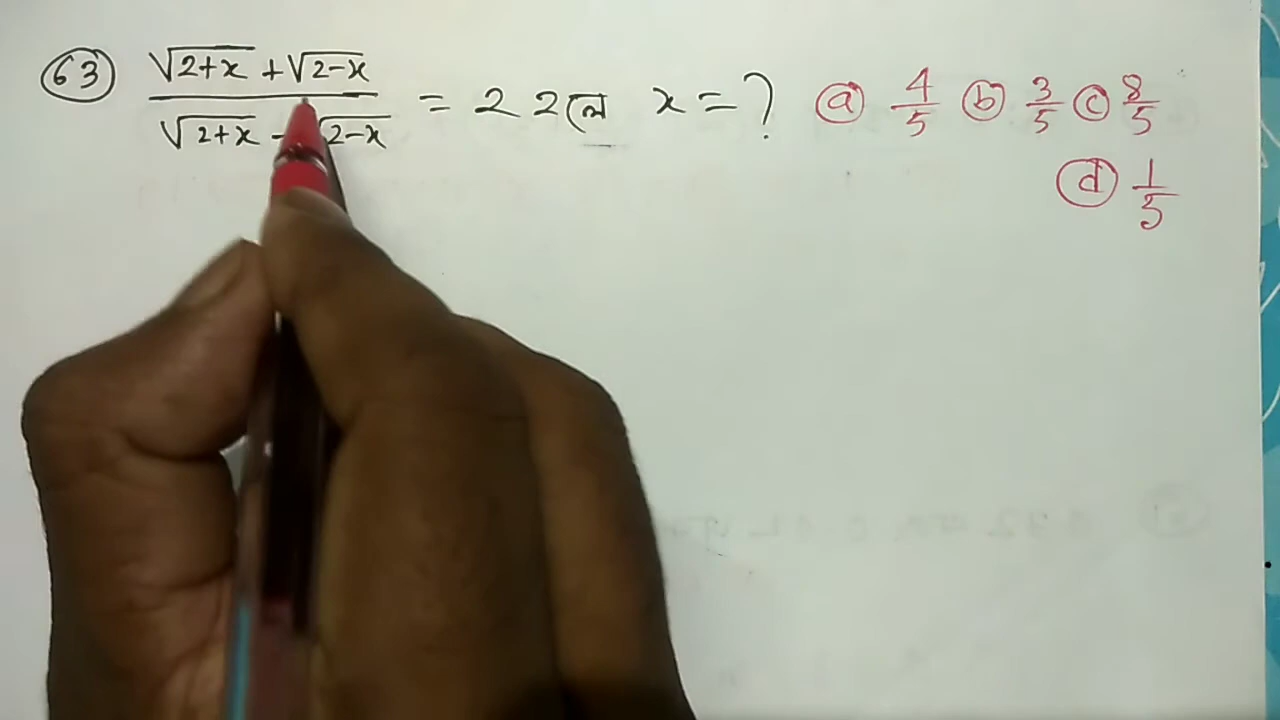 63 (√2+x + √2-x) / (√2+x - √2-x) = 2 হলে x = ? ⓐ 4/5 ⓑ 3/5 ⓒ 8/5
ⓓ 1/5